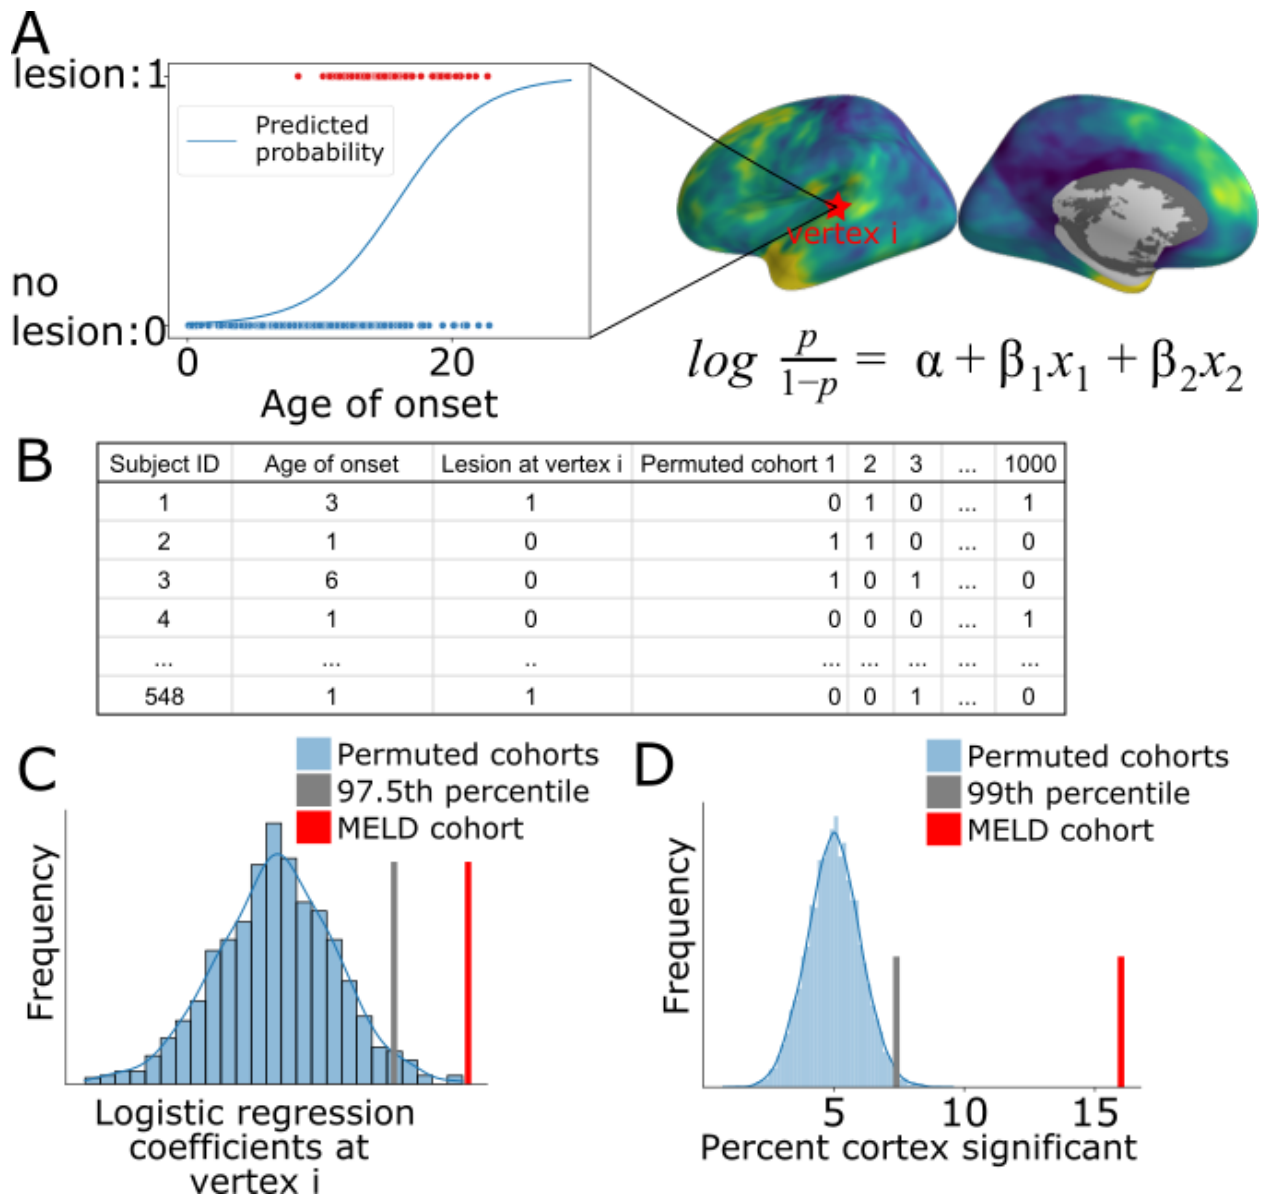 A
lesion:1
Predicted
probability
no
lesion:0
0 20
Age of onset
vertex i
log p/1−p = α + β₁x₁ + β₂x₂
B
Subject ID Age of onset Lesion at vertex i Permuted cohort 1 2 3 ... 1000
1 3 1 0 1 0 ... 1
2 1 0 1 1 0 ... 0
3 6 0 1 0 1 ... 0
4 1 0 0 0 0 ... 1
... ... .. ... ... ... ... ...
548 1 1 0 0 1 ... 0
C
Permuted cohorts
97.5th percentile
MELD cohort
Frequency
Logistic regression
coefficients at
vertex i
D
Permuted cohorts
99th percentile
MELD cohort
Frequency
5 10 15
Percent cortex significant